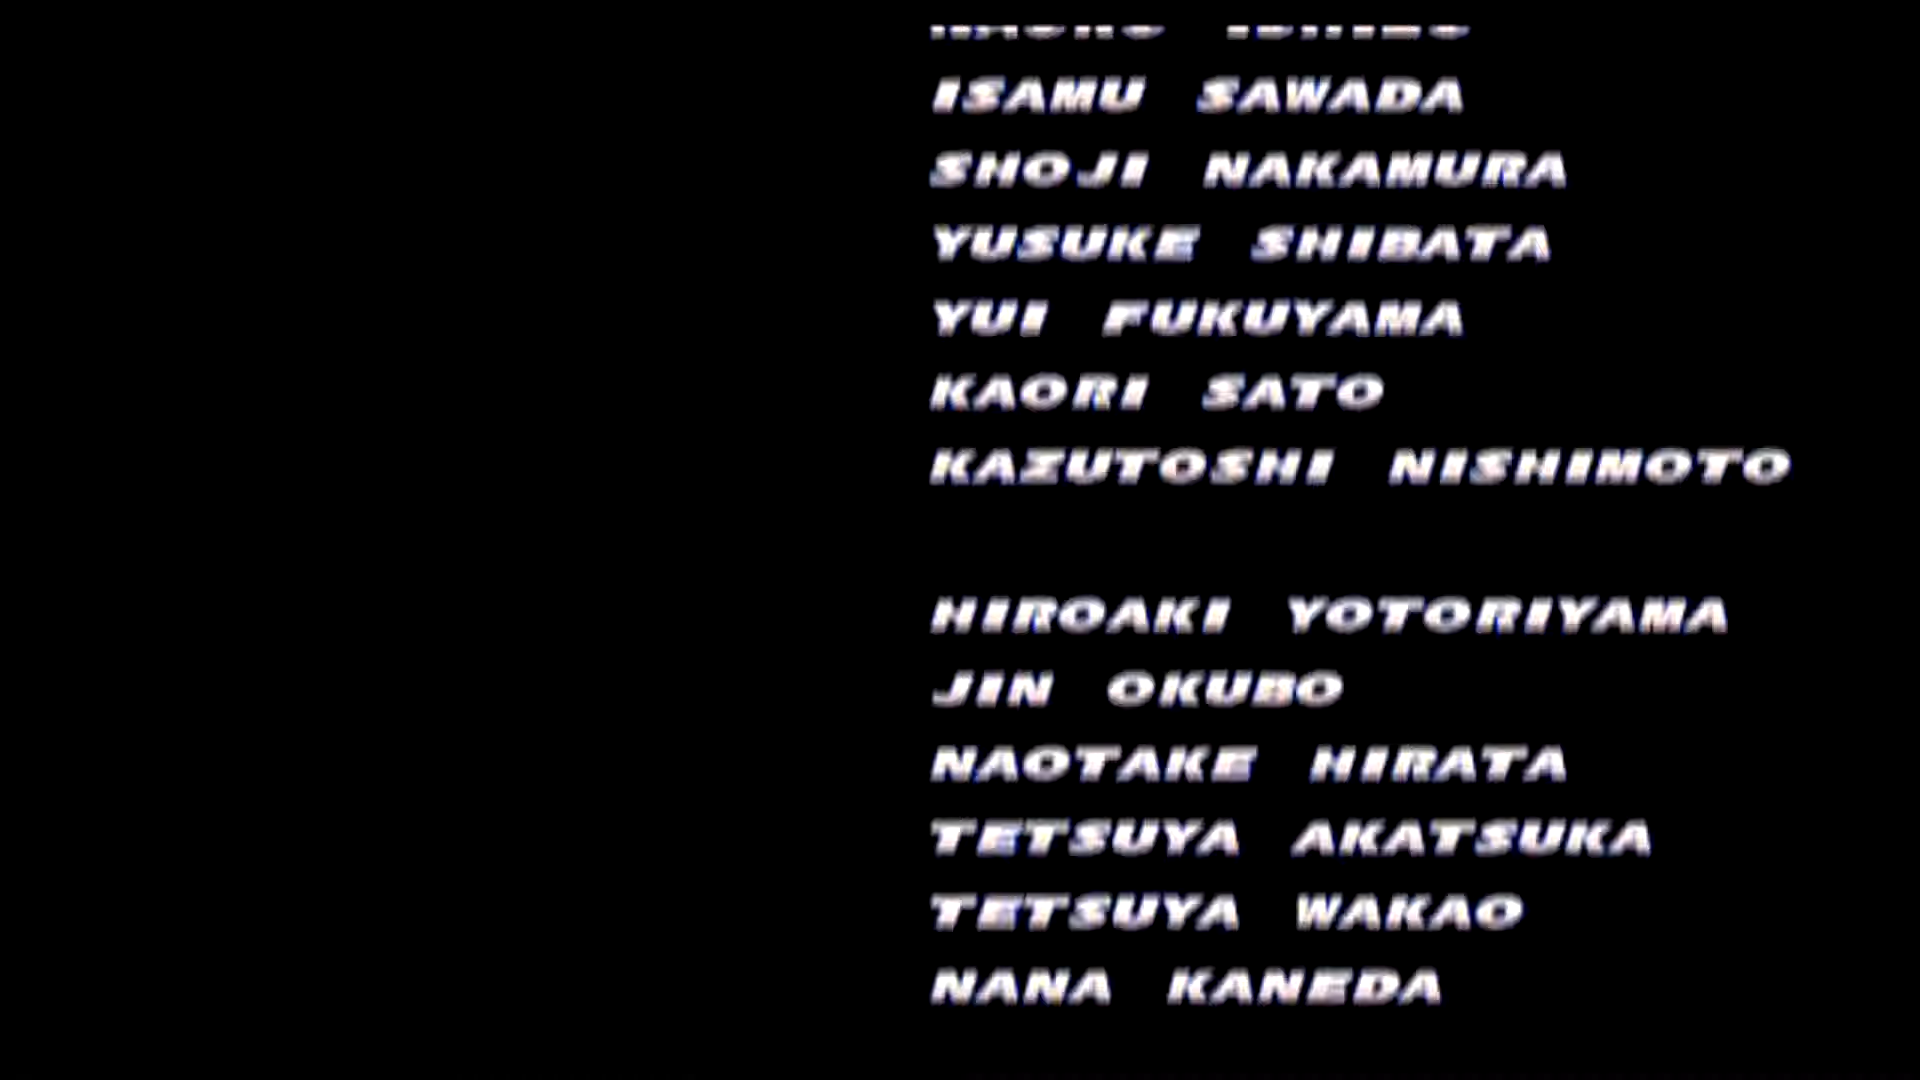 ISAMU SAWADA
SHOJI NAKAMURA
YUSUKE SHIBATA
YUI FUKUYAMA
KAORI SATO
KAZUTOSHI NISHIMOTO
HIROAKI YOTORIYAMA
JIN OKUBO
NAOTAKE HIRATA
TETSUYA AKATSUKA
TETSUYA WAKAO
NANA KANEDA